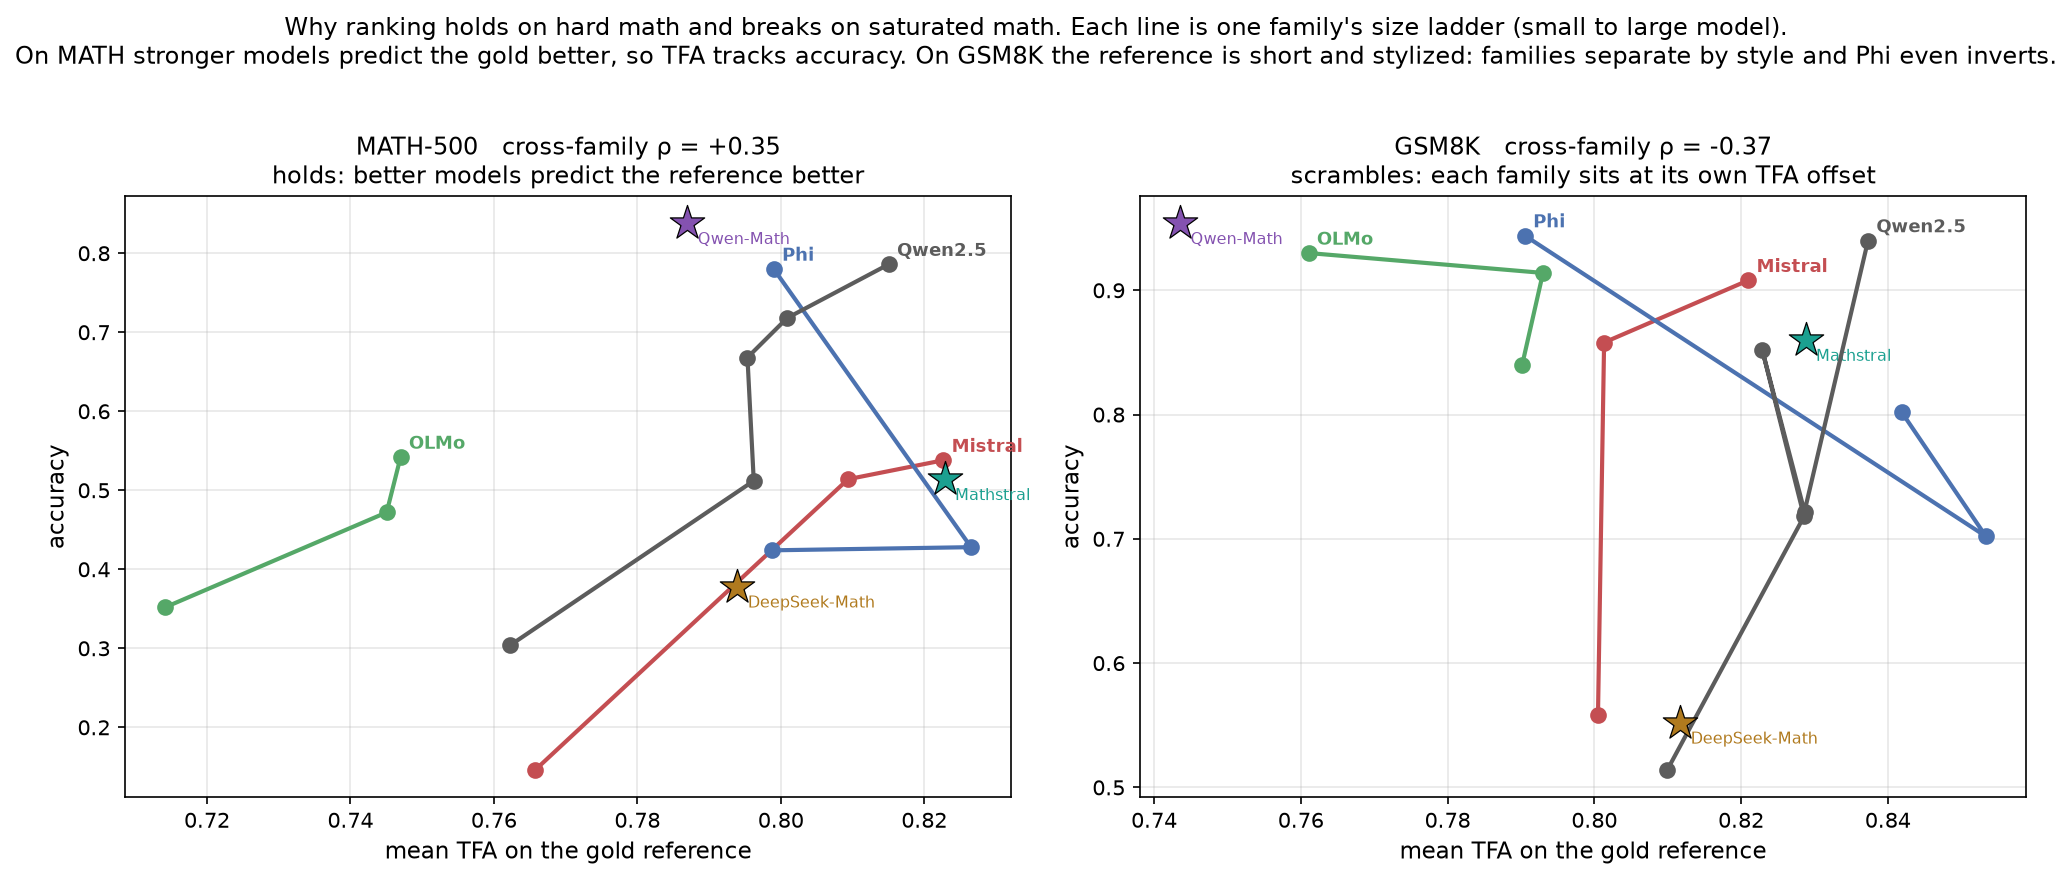 Why ranking holds on hard math and breaks on saturated math. Each line is one family's size ladder (small to large model).
On MATH stronger models predict the gold better, so TFA tracks accuracy. On GSM8K the reference is short and stylized: families separate by style and Phi even inverts.
MATH-500   cross-family ρ = +0.35
holds: better models predict the reference better
accuracy
0.8
0.7
0.6
0.5
0.4
0.3
0.2
Qwen-Math
Phi
Qwen2.5
OLMo
Mistral
Mathstral
DeepSeek-Math
0.72
0.74
0.76
0.78
0.80
0.82
mean TFA on the gold reference
GSM8K   cross-family ρ = -0.37
scrambles: each family sits at its own TFA offset
accuracy
0.9
0.8
0.7
0.6
0.5
Qwen-Math
OLMo
Phi
Mistral
Qwen2.5
Mathstral
DeepSeek-Math
0.74
0.76
0.78
0.80
0.82
0.84
mean TFA on the gold reference